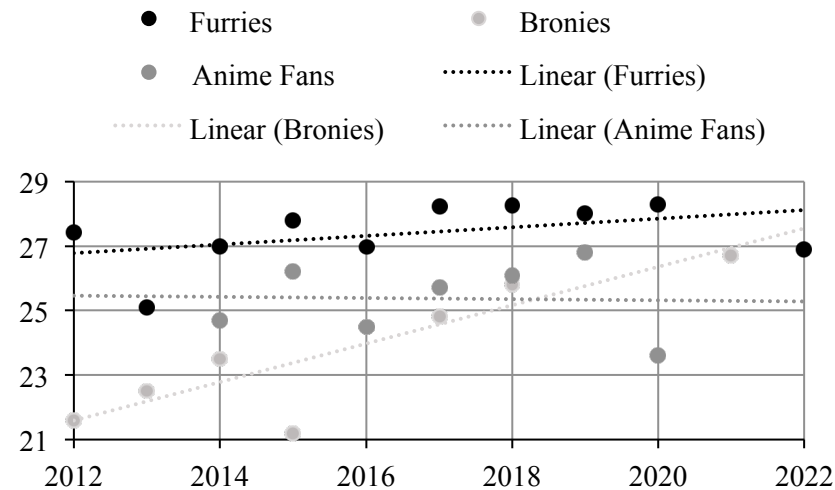 Furries Bronies
Anime Fans Linear (Furries)
Linear (Bronies) Linear (Anime Fans)
29
27
25
23
21
2012 2014 2016 2018 2020 2022